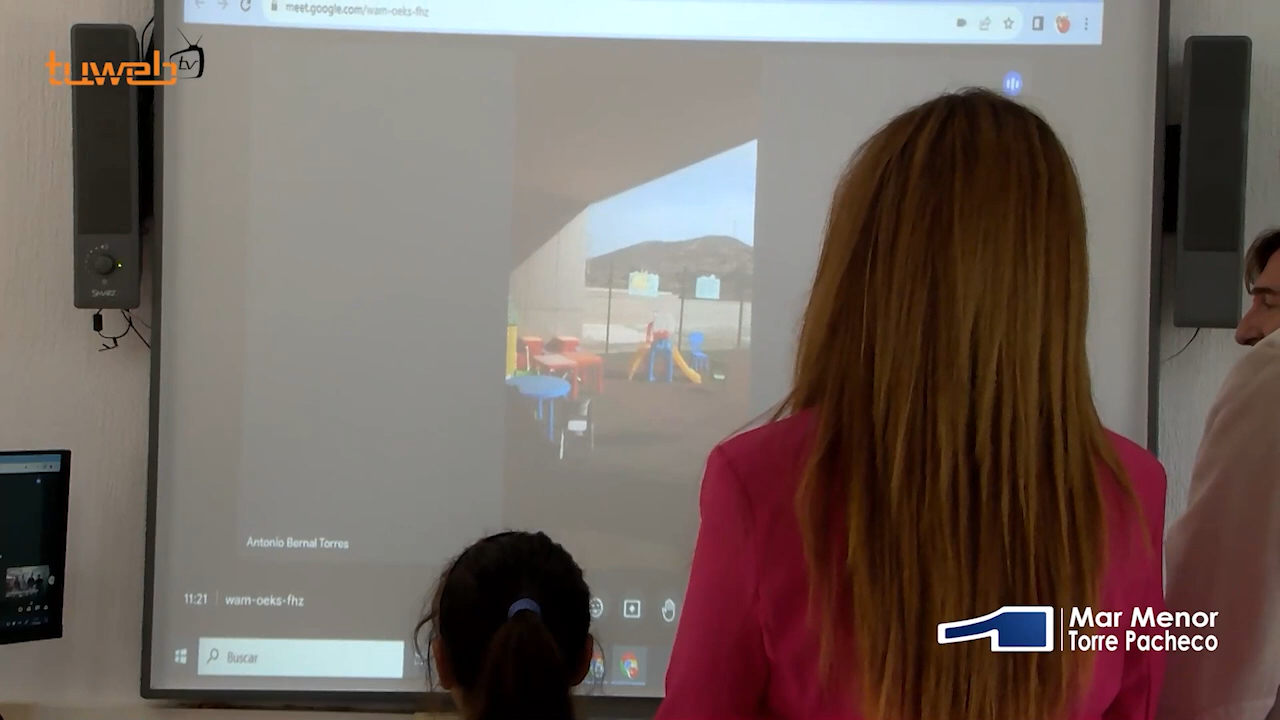 meet.google.com/wam-oeks-fhz
tuweb tv
SMART
Antonio Bernal Torres
11:21 wam-oeks-fhz
Buscar
Mar Menor
Torre Pacheco